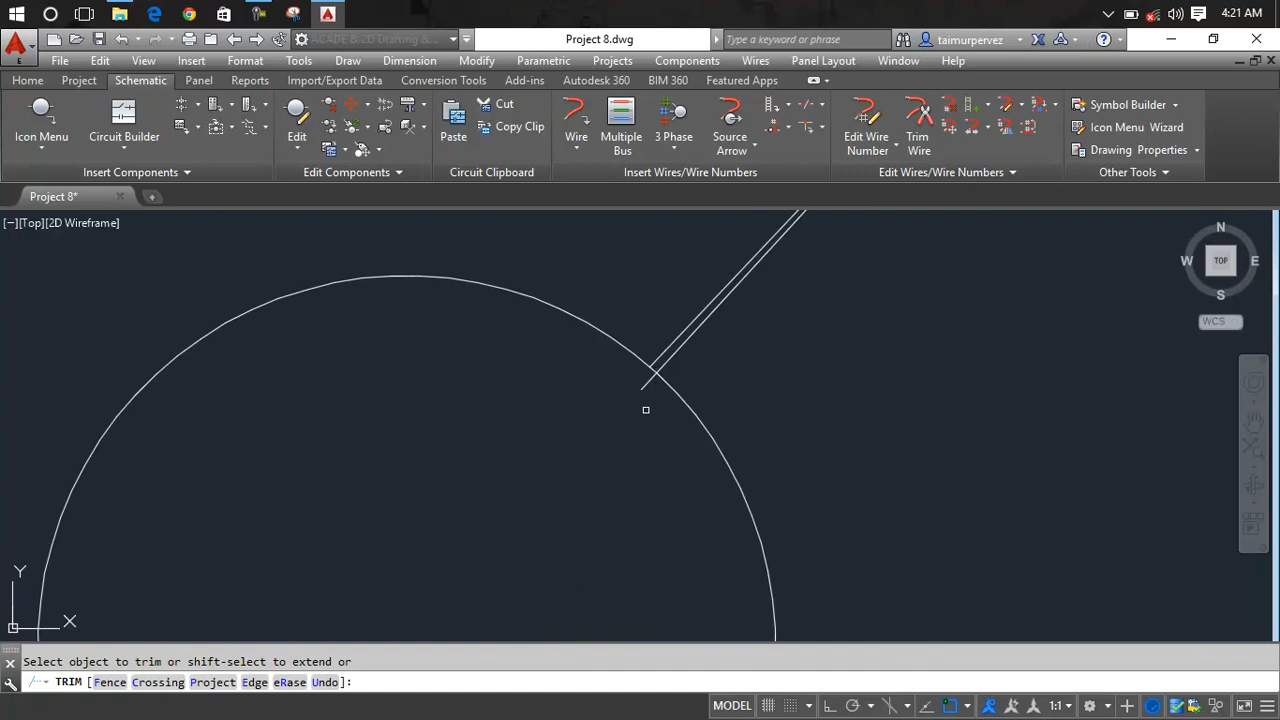 4:21 AM
ACADE & 2D Drafting &
Project 8.dwg
Type a keyword or phrase
taimurpervez
E
File Edit View Insert Format Tools Draw Dimension Modify Parametric Projects Components Wires Panel Layout Window Help
Home Project Schematic Panel Reports Import/Export Data Conversion Tools Add-ins Autodesk 360 BIM 360 Featured Apps
Icon Menu
Circuit Builder
Edit
Paste
Cut
Copy Clip
Wire
Multiple Bus
3 Phase
Source Arrow
Edit Wire Number
Trim Wire
Symbol Builder
Icon Menu Wizard
Drawing Properties
Insert Components
Edit Components
Circuit Clipboard
Insert Wires/Wire Numbers
Edit Wires/Wire Numbers
Other Tools
Project 8*
[−][Top][2D Wireframe]
N
W TOP E
S
WCS
Y
X
Select object to trim or shift-select to extend or
TRIM [Fence Crossing Project Edge eRase Undo]:
MODEL
1:1